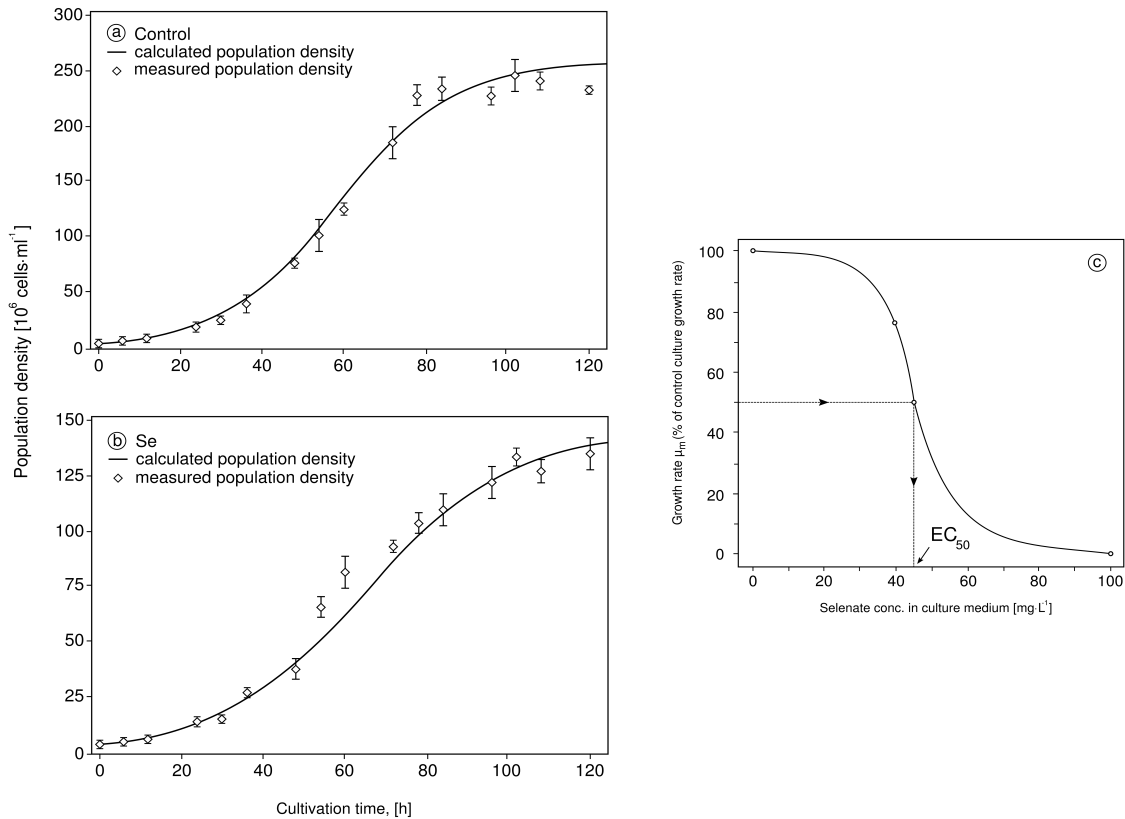 Population density [10⁶ cells·ml⁻¹]
300
250
200
150
100
50
0
ⓐ Control
calculated population density
measured population density
0 20 40 60 80 100 120
150
125
100
75
50
25
0
ⓑ Se
calculated population density
measured population density
0 20 40 60 80 100 120
Cultivation time, [h]
Growth rate μm (% of control culture growth rate)
100
80
60
40
20
0
ⓒ
EC50
0 20 40 60 80 100
Selenate conc. in culture medium [mg·L⁻¹]